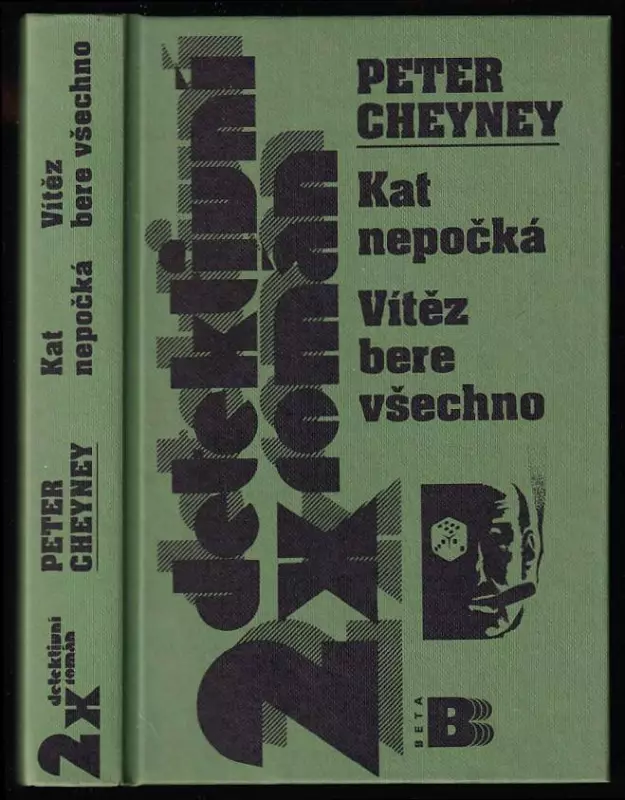 PETER
CHEYNEY
Kat
nepočká
Vítěz
bere
všechno
2x
detektivní
román
BETA
B
2x
detektivní
román
PETER
CHEYNEY
Kat
nepočká
Vítěz
bere všechno